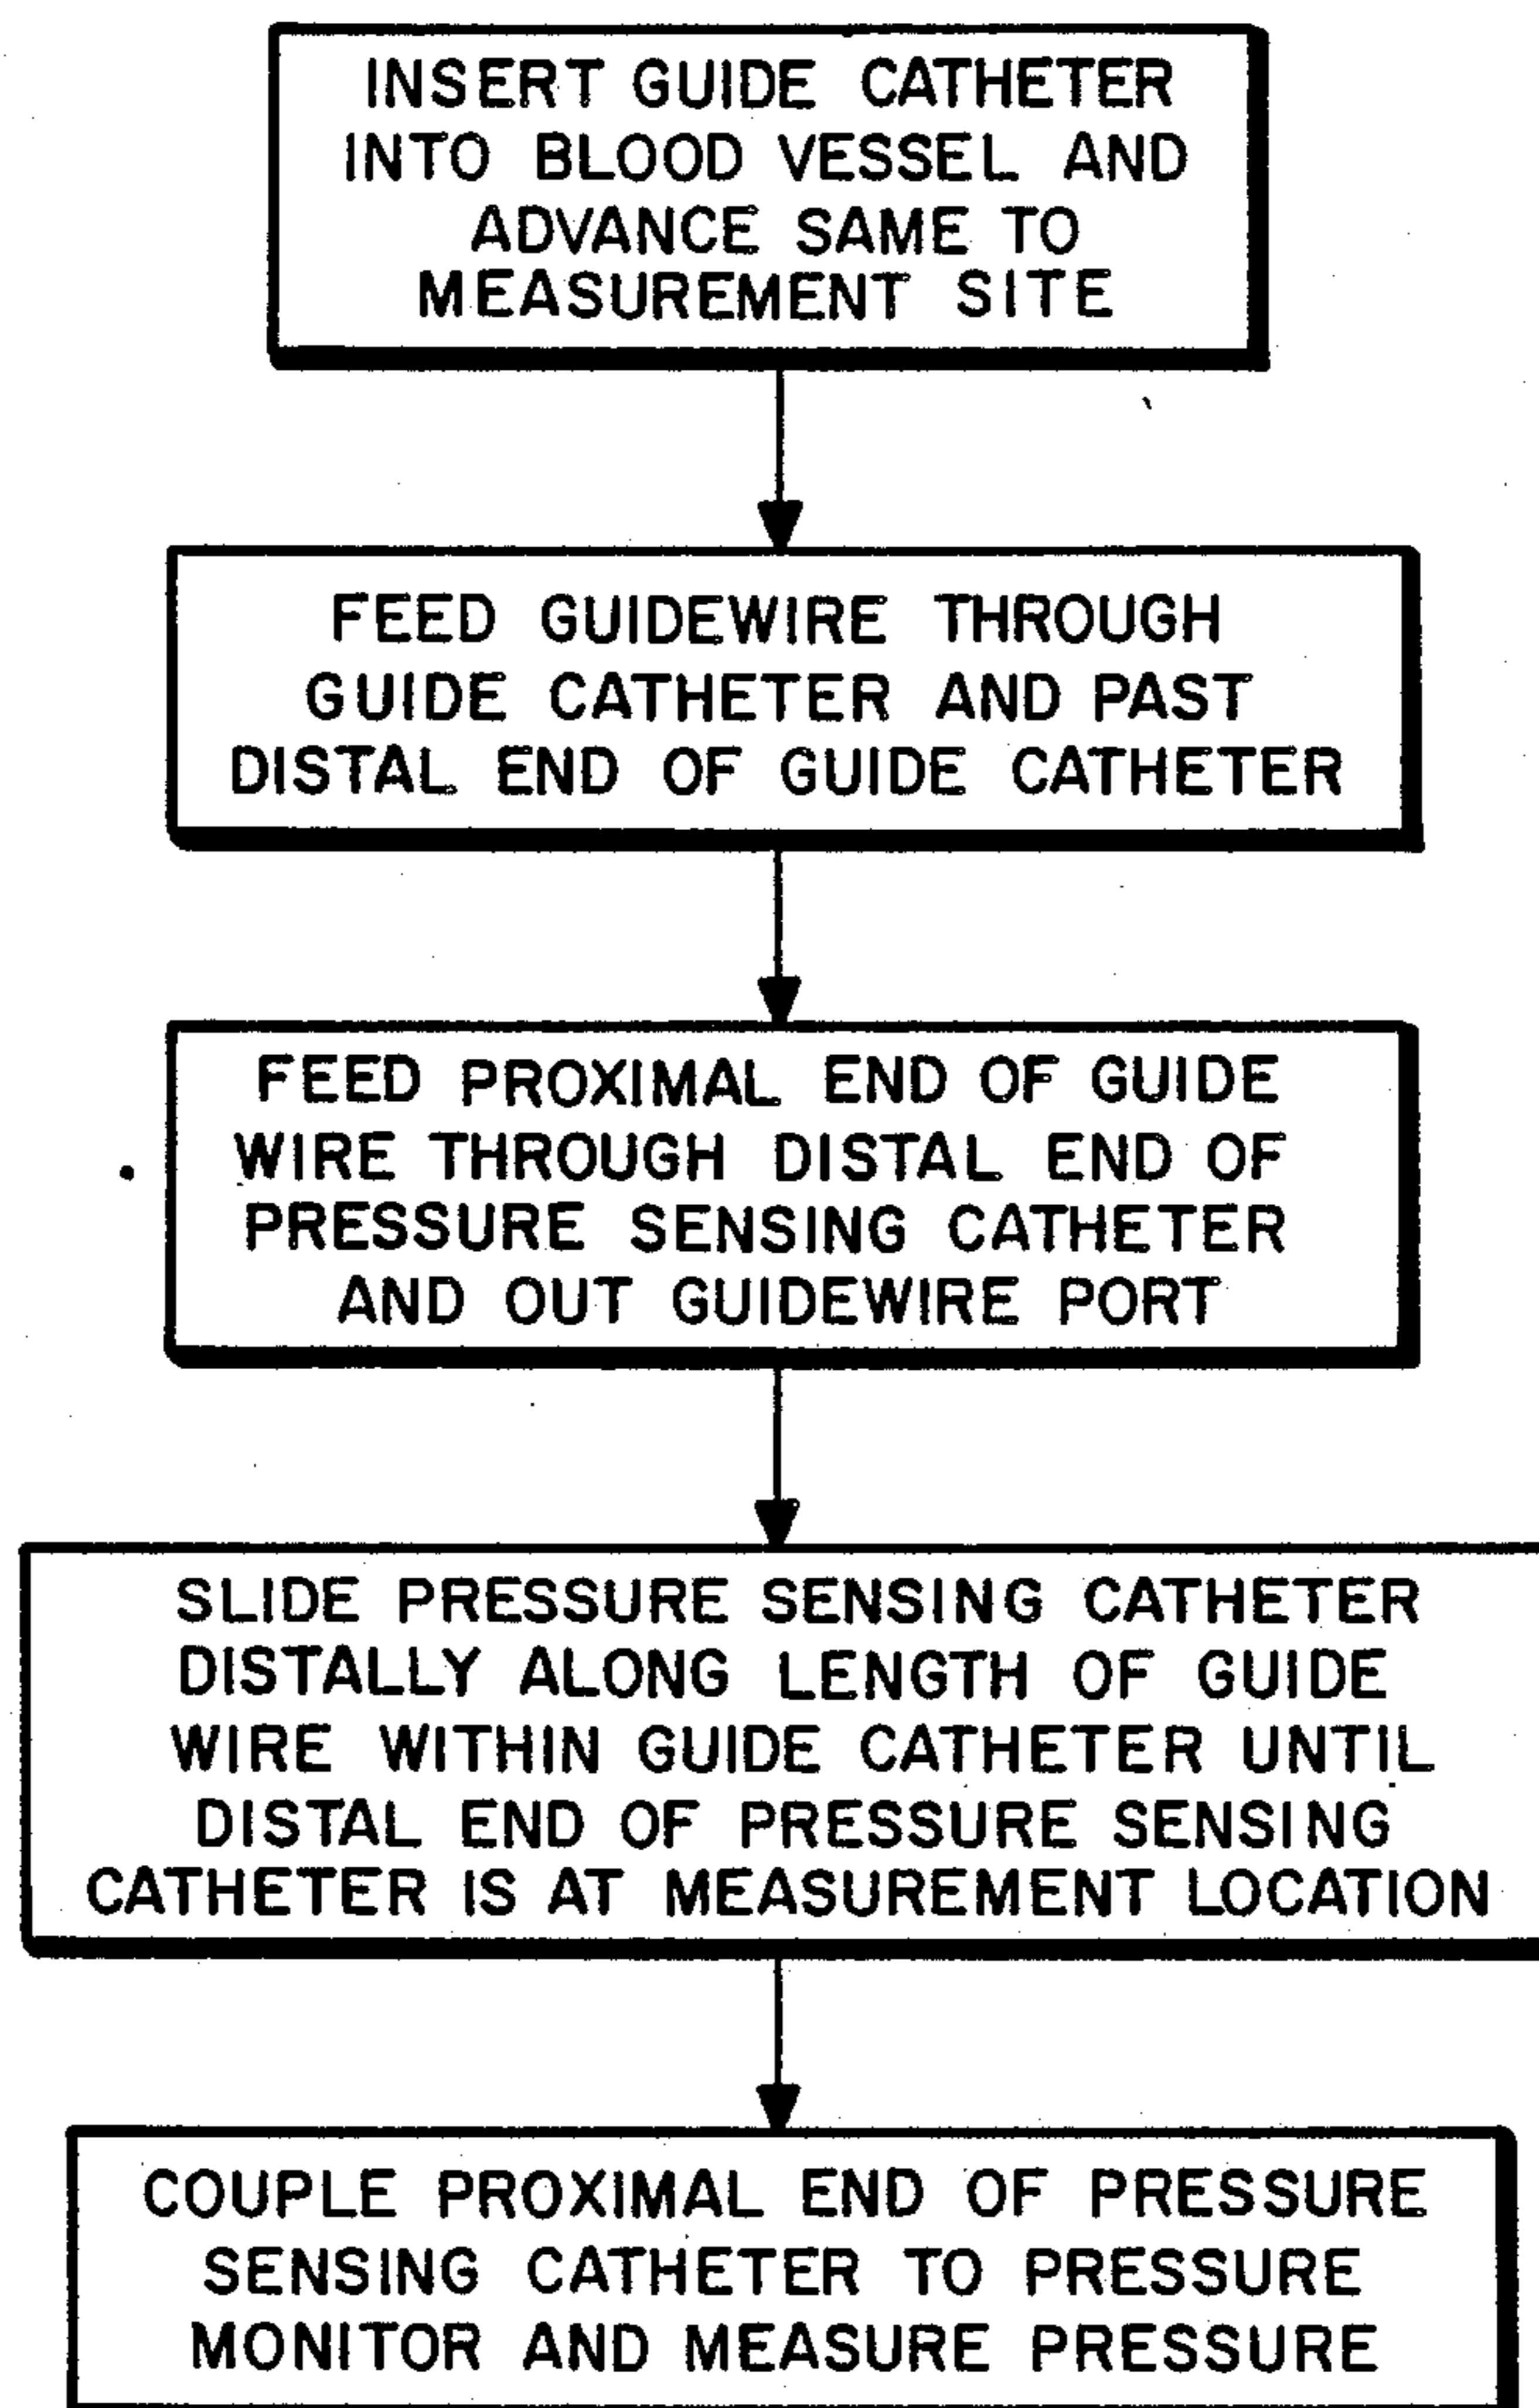 INSERT GUIDE CATHETER
INTO BLOOD VESSEL AND
ADVANCE SAME TO
MEASUREMENT SITE
FEED GUIDEWIRE THROUGH
GUIDE CATHETER AND PAST
DISTAL END OF GUIDE CATHETER
FEED PROXIMAL END OF GUIDE
WIRE THROUGH DISTAL END OF
PRESSURE SENSING CATHETER
AND OUT GUIDEWIRE PORT
SLIDE PRESSURE SENSING CATHETER
DISTALLY ALONG LENGTH OF GUIDE
WIRE WITHIN GUIDE CATHETER UNTIL
DISTAL END OF PRESSURE SENSING
CATHETER IS AT MEASUREMENT LOCATION
COUPLE PROXIMAL END OF PRESSURE
SENSING CATHETER TO PRESSURE
MONITOR AND MEASURE PRESSURE